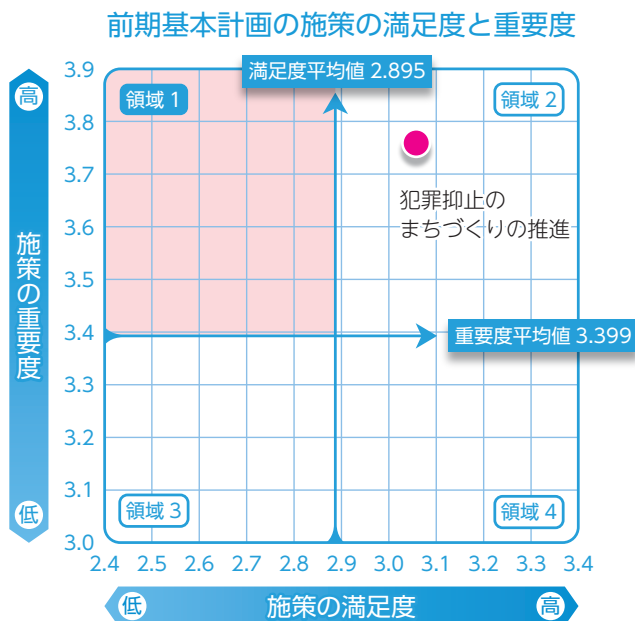 前期基本計画の施策の満足度と重要度
満足度平均値 2.895
高
施策の重要度
低
3.9
3.8
3.7
3.6
3.5
3.4
3.3
3.2
3.1
3.0
領域 1
領域 2
犯罪抑止の
まちづくりの推進
重要度平均値 3.399
領域 3
領域 4
2.4 2.5 2.6 2.7 2.8 2.9 3.0 3.1 3.2 3.3 3.4
低 施策の満足度 高